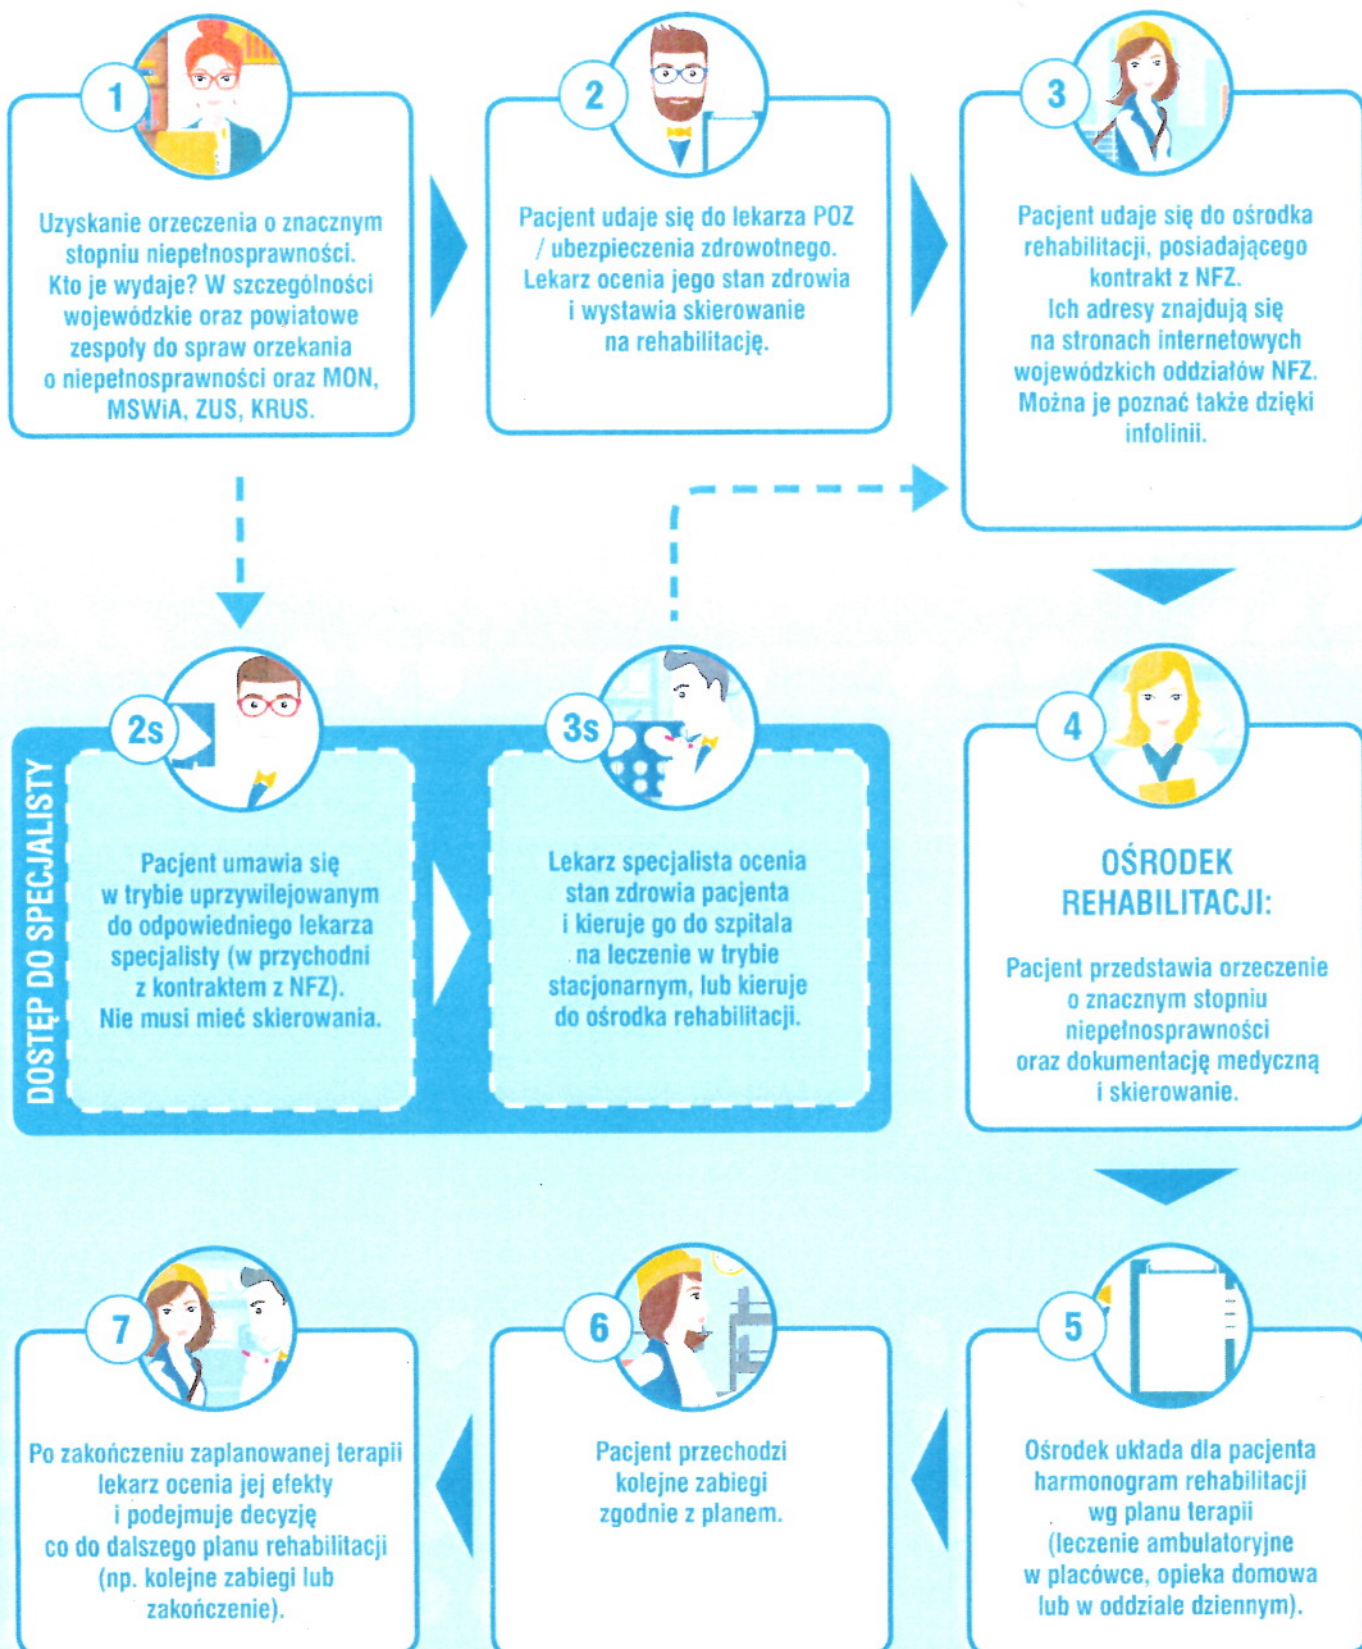 1
Uzyskanie orzeczenia o znacznym
stopniu niepełnosprawności.
Kto je wydaje? W szczególności
wojewódzkie oraz powiatowe
zespoły do spraw orzekania
o niepełnosprawności oraz MON,
MSWiA, ZUS, KRUS.
2
Pacjent udaje się do lekarza POZ
/ ubezpieczenia zdrowotnego.
Lekarz ocenia jego stan zdrowia
i wystawia skierowanie
na rehabilitację.
3
Pacjent udaje się do ośrodka
rehabilitacji, posiadającego
kontrakt z NFZ.
Ich adresy znajdują się
na stronach internetowych
wojewódzkich oddziałów NFZ.
Można je poznać także dzięki
infolinii.
DOSTĘP DO SPECJALISTY
2s
Pacjent umawia się
w trybie uprzywilejowanym
do odpowiedniego lekarza
specjalisty (w przychodni
z kontraktem z NFZ).
Nie musi mieć skierowania.
3s
Lekarz specjalista ocenia
stan zdrowia pacjenta
i kieruje go do szpitala
na leczenie w trybie
stacjonarnym, lub kieruje
do ośrodka rehabilitacji.
4
OŚRODEK
REHABILITACJI:
Pacjent przedstawia orzeczenie
o znacznym stopniu
niepełnosprawności
oraz dokumentację medyczną
i skierowanie.
5
Ośrodek układa dla pacjenta
harmonogram rehabilitacji
wg planu terapii
(leczenie ambulatoryjne
w placówce, opieka domowa
lub w oddziale dziennym).
6
Pacjent przechodzi
kolejne zabiegi
zgodnie z planem.
7
Po zakończeniu zaplanowanej terapii
lekarz ocenia jej efekty
i podejmuje decyzję
co do dalszego planu rehabilitacji
(np. kolejne zabiegi lub
zakończenie).